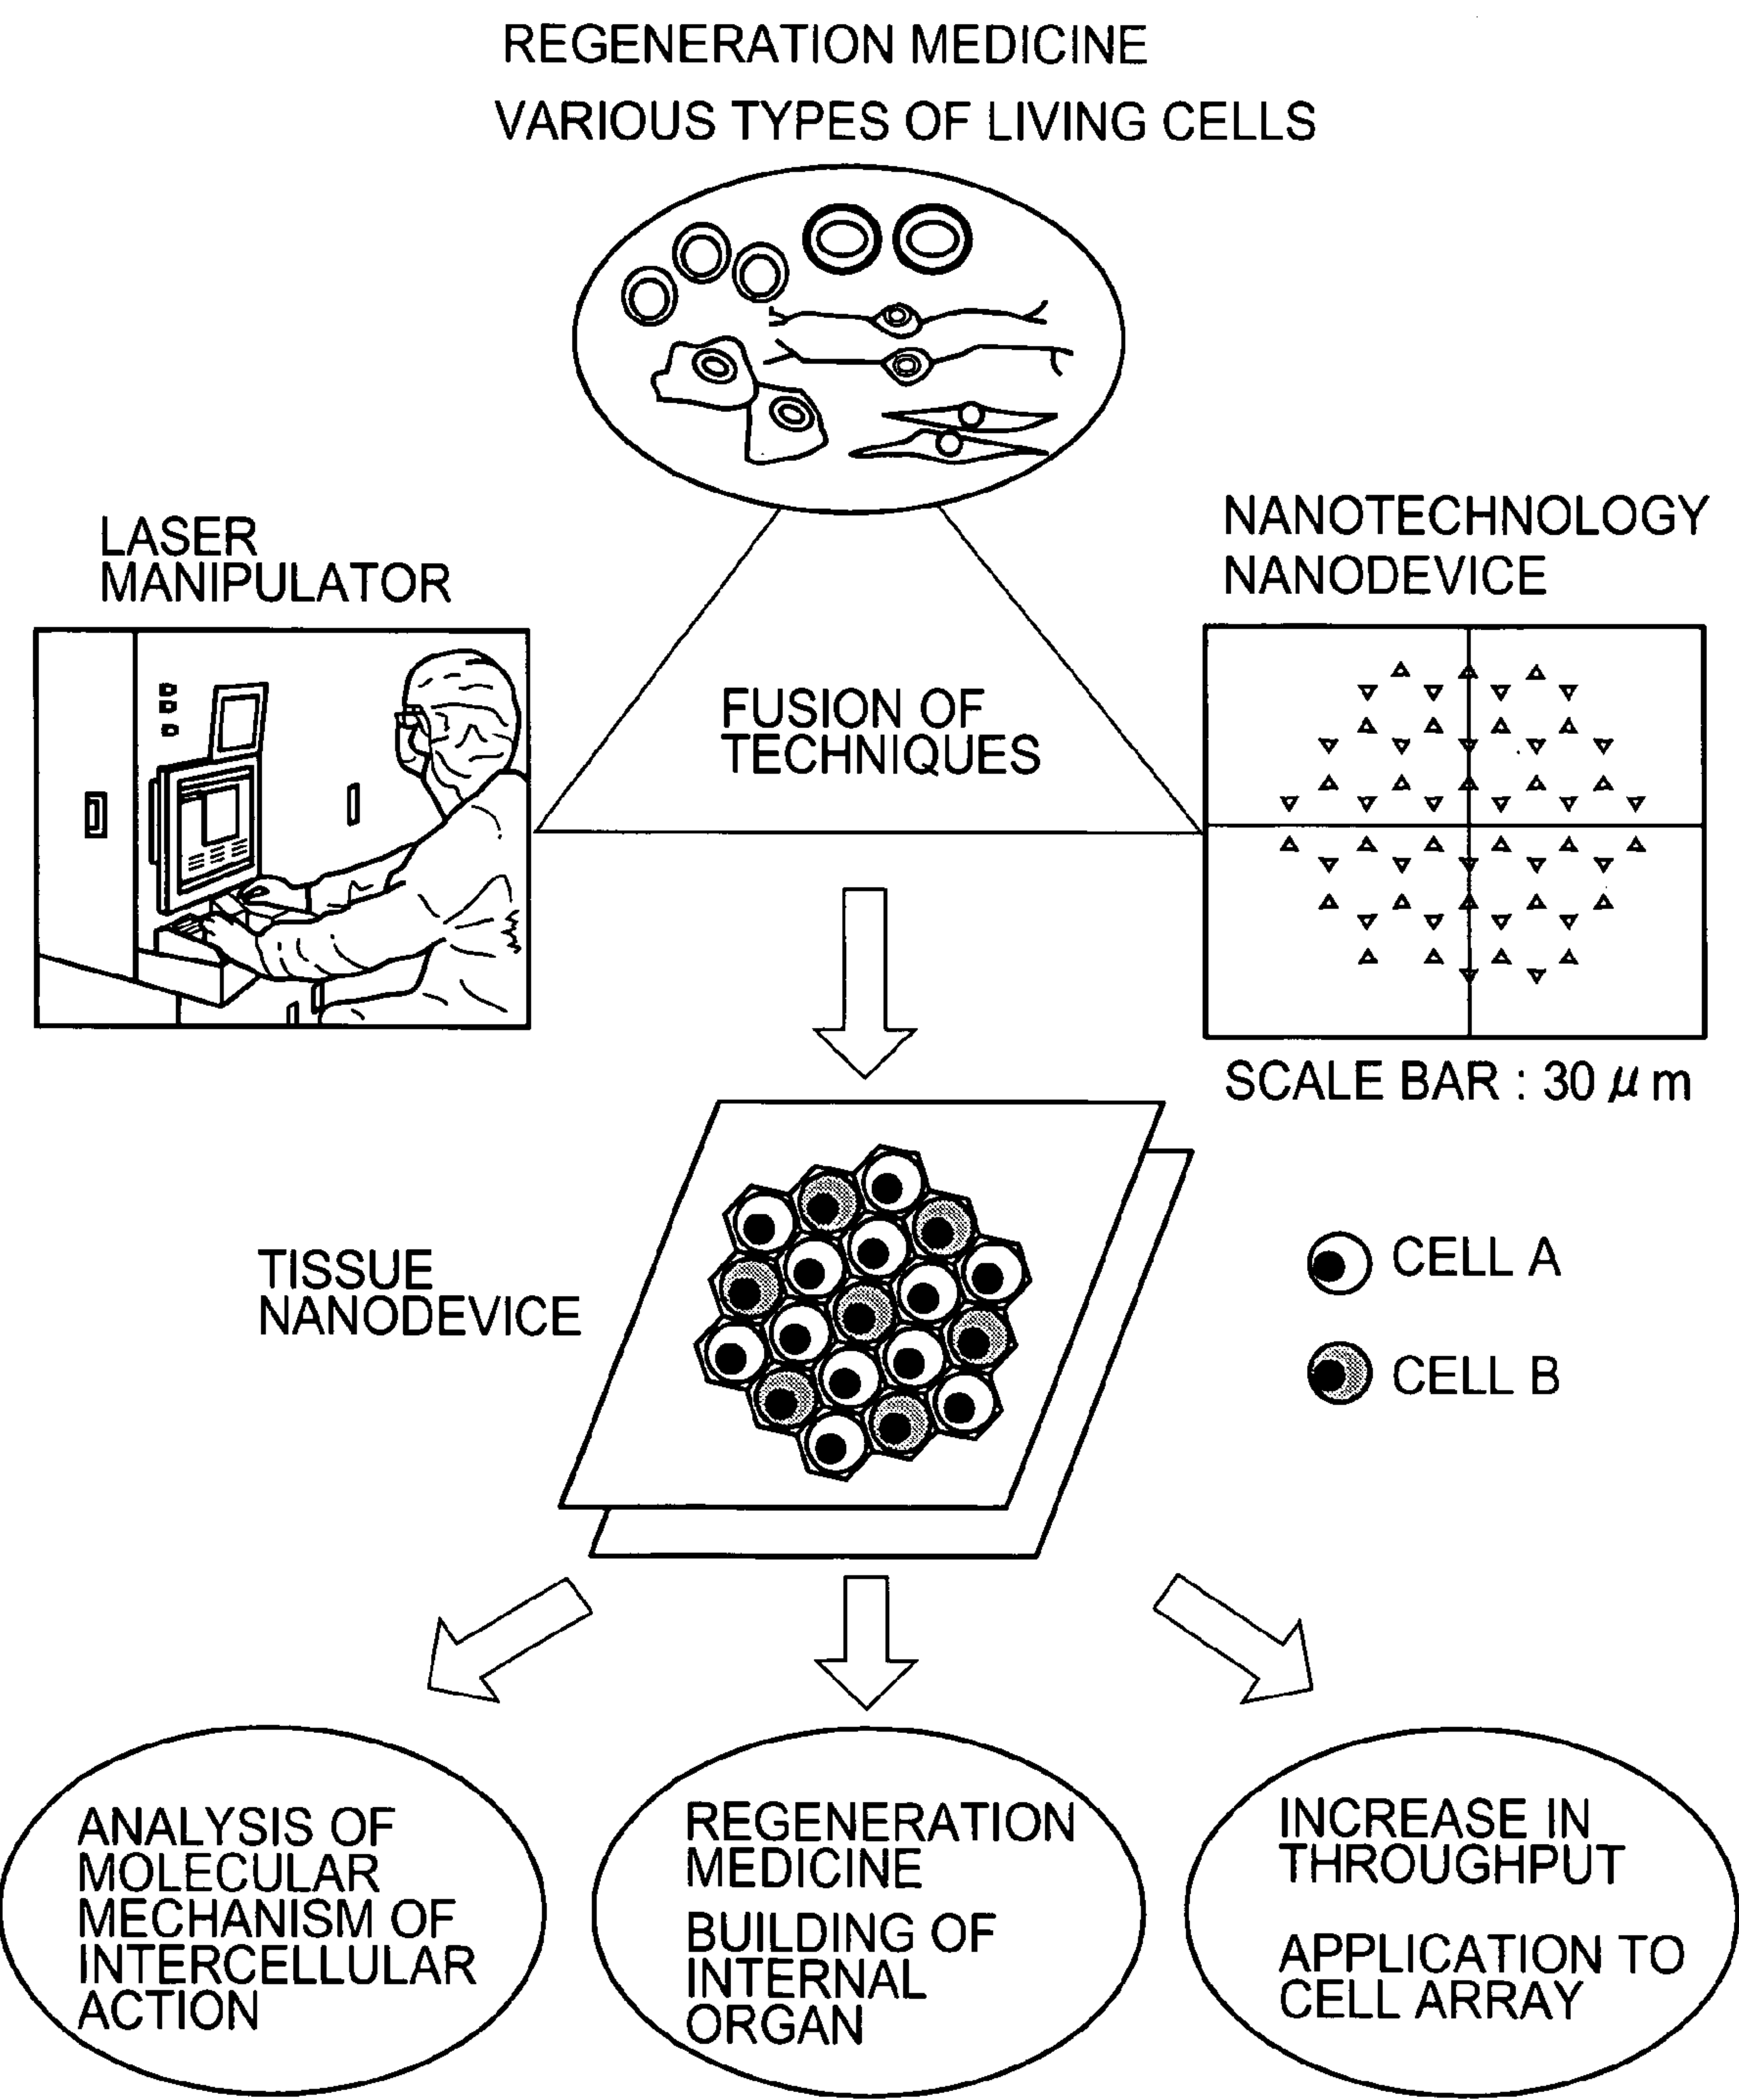 REGENERATION MEDICINE
VARIOUS TYPES OF LIVING CELLS
LASER
MANIPULATOR
NANOTECHNOLOGY
NANODEVICE
FUSION OF
TECHNIQUES
SCALE BAR : 30 μm
TISSUE
NANODEVICE
CELL A
CELL B
ANALYSIS OF
MOLECULAR
MECHANISM OF
INTERCELLULAR
ACTION
REGENERATION
MEDICINE
BUILDING OF
INTERNAL
ORGAN
INCREASE IN
THROUGHPUT
APPLICATION TO
CELL ARRAY